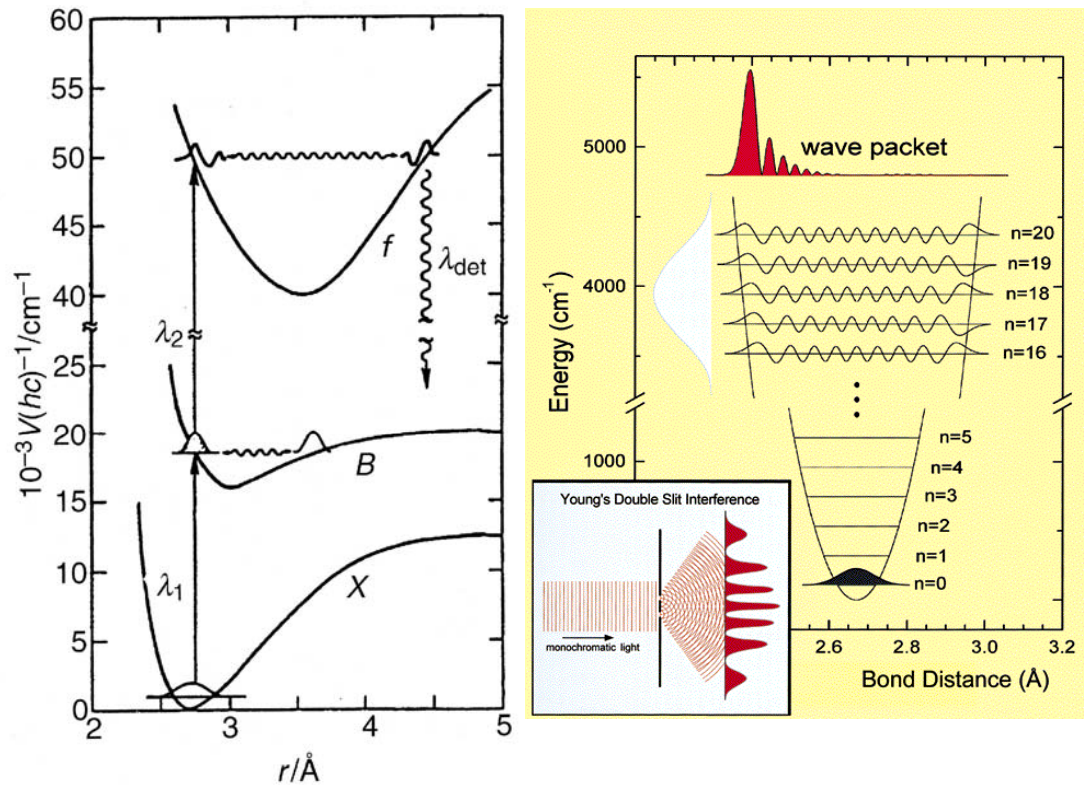 60
55
50
45
40
25
20
15
10
5
0
10⁻³ V(hc)⁻¹/cm⁻¹
f
λdet
λ2
B
λ1
X
2
3
4
5
r/Å
wave packet
5000
4000
1000
Energy (cm⁻¹)
n=20
n=19
n=18
n=17
n=16
n=5
n=4
n=3
n=2
n=1
n=0
Young's Double Slit Interference
monochromatic light
2.6
2.8
3.0
3.2
Bond Distance (Å)